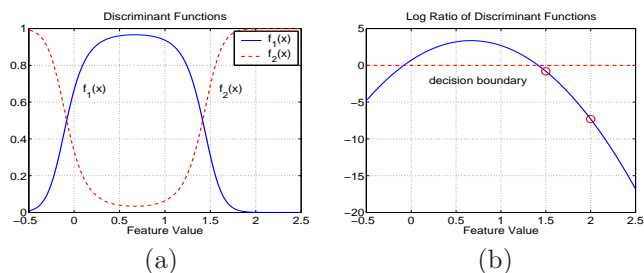 Discriminant Functions
1
0.8
0.6
0.4
0.2
0
−0.5
0
0.5
1
1.5
2
2.5
Feature Value
f1(x)
f2(x)
f1(x)
f2(x)
(a)
Log Ratio of Discriminant Functions
5
0
−5
−10
−15
−20
−0.5
0
0.5
1
1.5
2
2.5
Feature Value
decision boundary
(b)